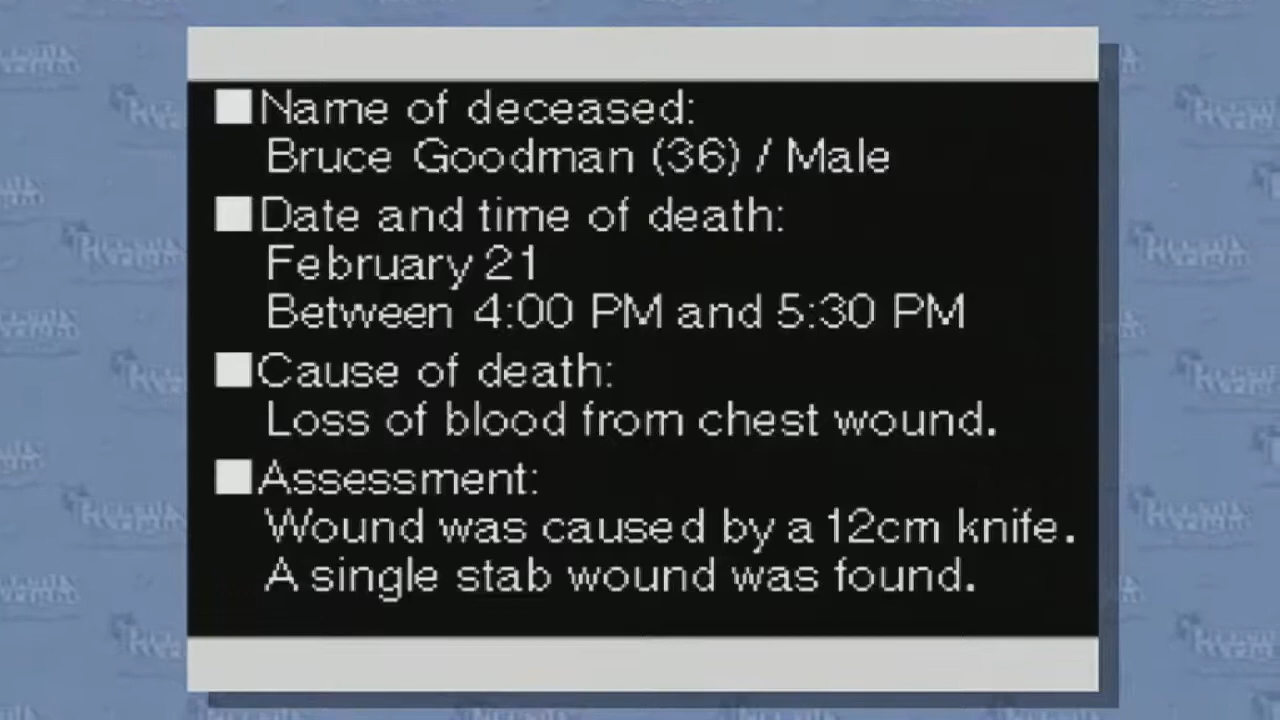 ■Name of deceased:
Bruce Goodman (36) / Male
■Date and time of death:
February 21
Between 4:00 PM and 5:30 PM
■Cause of death:
Loss of blood from chest wound.
■Assessment:
Wound was caused by a 12cm knife.
A single stab wound was found.